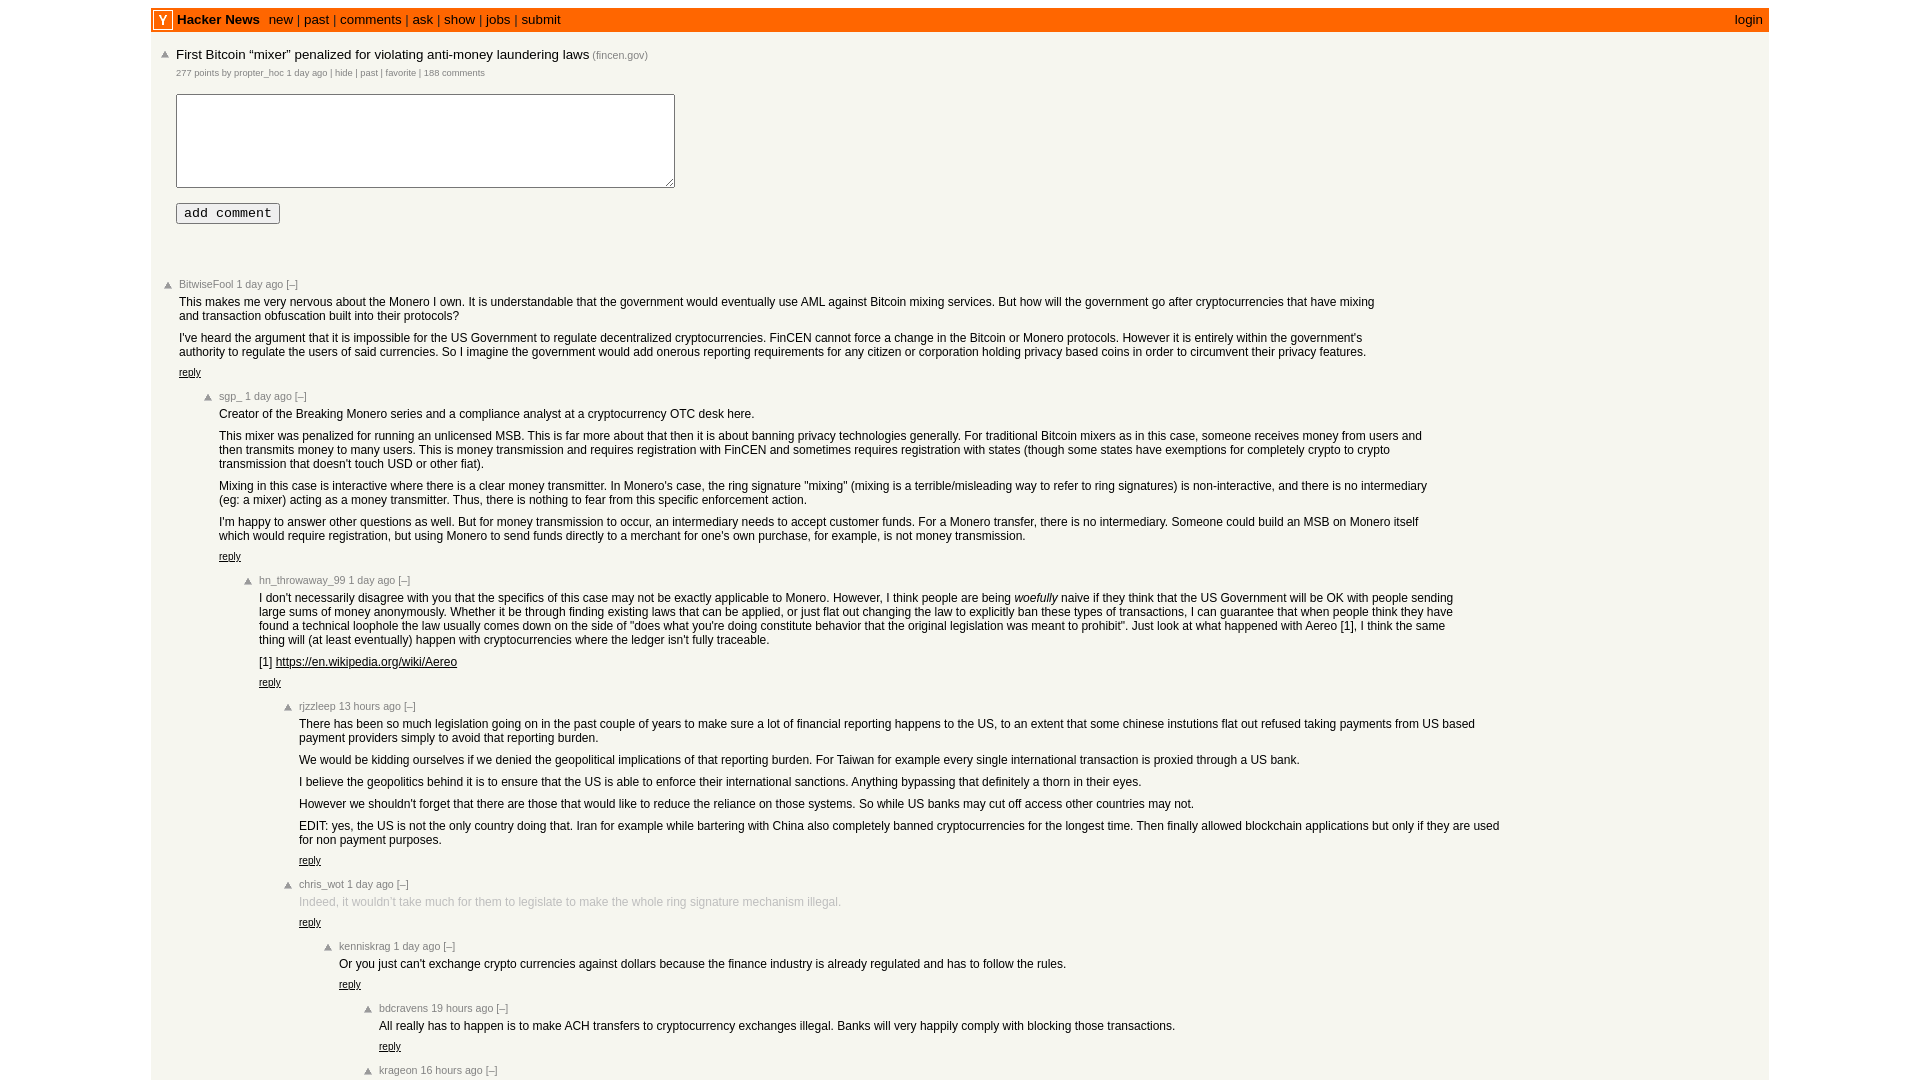 Y Hacker News new | past | comments | ask | show | jobs | submit login
First Bitcoin “mixer” penalized for violating anti-money laundering laws (fincen.gov)
277 points by propter_hoc 1 day ago | hide | past | favorite | 188 comments
add comment
BitwiseFool 1 day ago [–]
This makes me very nervous about the Monero I own. It is understandable that the government would eventually use AML against Bitcoin mixing services. But how will the government go after cryptocurrencies that have mixing
and transaction obfuscation built into their protocols?
I've heard the argument that it is impossible for the US Government to regulate decentralized cryptocurrencies. FinCEN cannot force a change in the Bitcoin or Monero protocols. However it is entirely within the government's
authority to regulate the users of said currencies. So I imagine the government would add onerous reporting requirements for any citizen or corporation holding privacy based coins in order to circumvent their privacy features.
reply
sgp_ 1 day ago [–]
Creator of the Breaking Monero series and a compliance analyst at a cryptocurrency OTC desk here.
This mixer was penalized for running an unlicensed MSB. This is far more about that then it is about banning privacy technologies generally. For traditional Bitcoin mixers as in this case, someone receives money from users and
then transmits money to many users. This is money transmission and requires registration with FinCEN and sometimes requires registration with states (though some states have exemptions for completely crypto to crypto
transmission that doesn't touch USD or other fiat).
Mixing in this case is interactive where there is a clear money transmitter. In Monero's case, the ring signature "mixing" (mixing is a terrible/misleading way to refer to ring signatures) is non-interactive, and there is no intermediary
(eg: a mixer) acting as a money transmitter. Thus, there is nothing to fear from this specific enforcement action.
I'm happy to answer other questions as well. But for money transmission to occur, an intermediary needs to accept customer funds. For a Monero transfer, there is no intermediary. Someone could build an MSB on Monero itself
which would require registration, but using Monero to send funds directly to a merchant for one's own purchase, for example, is not money transmission.
reply
hn_throwaway_99 1 day ago [–]
I don't necessarily disagree with you that the specifics of this case may not be exactly applicable to Monero. However, I think people are being woefully naive if they think that the US Government will be OK with people sending
large sums of money anonymously. Whether it be through finding existing laws that can be applied, or just flat out changing the law to explicitly ban these types of transactions, I can guarantee that when people think they have
found a technical loophole the law usually comes down on the side of "does what you're doing constitute behavior that the original legislation was meant to prohibit". Just look at what happened with Aereo [1], I think the same
thing will (at least eventually) happen with cryptocurrencies where the ledger isn't fully traceable.
[1] https://en.wikipedia.org/wiki/Aereo
reply
rjzzleep 13 hours ago [–]
There has been so much legislation going on in the past couple of years to make sure a lot of financial reporting happens to the US, to an extent that some chinese instutions flat out refused taking payments from US based
payment providers simply to avoid that reporting burden.
We would be kidding ourselves if we denied the geopolitical implications of that reporting burden. For Taiwan for example every single international transaction is proxied through a US bank.
I believe the geopolitics behind it is to ensure that the US is able to enforce their international sanctions. Anything bypassing that definitely a thorn in their eyes.
However we shouldn't forget that there are those that would like to reduce the reliance on those systems. So while US banks may cut off access other countries may not.
EDIT: yes, the US is not the only country doing that. Iran for example while bartering with China also completely banned cryptocurrencies for the longest time. Then finally allowed blockchain applications but only if they are used
for non payment purposes.
reply
chris_wot 1 day ago [–]
Indeed, it wouldn’t take much for them to legislate to make the whole ring signature mechanism illegal.
reply
kenniskrag 1 day ago [–]
Or you just can't exchange crypto currencies against dollars because the finance industry is already regulated and has to follow the rules.
reply
bdcravens 19 hours ago [–]
All really has to happen is to make ACH transfers to cryptocurrency exchanges illegal. Banks will very happily comply with blocking those transactions.
reply
krageon 16 hours ago [–]